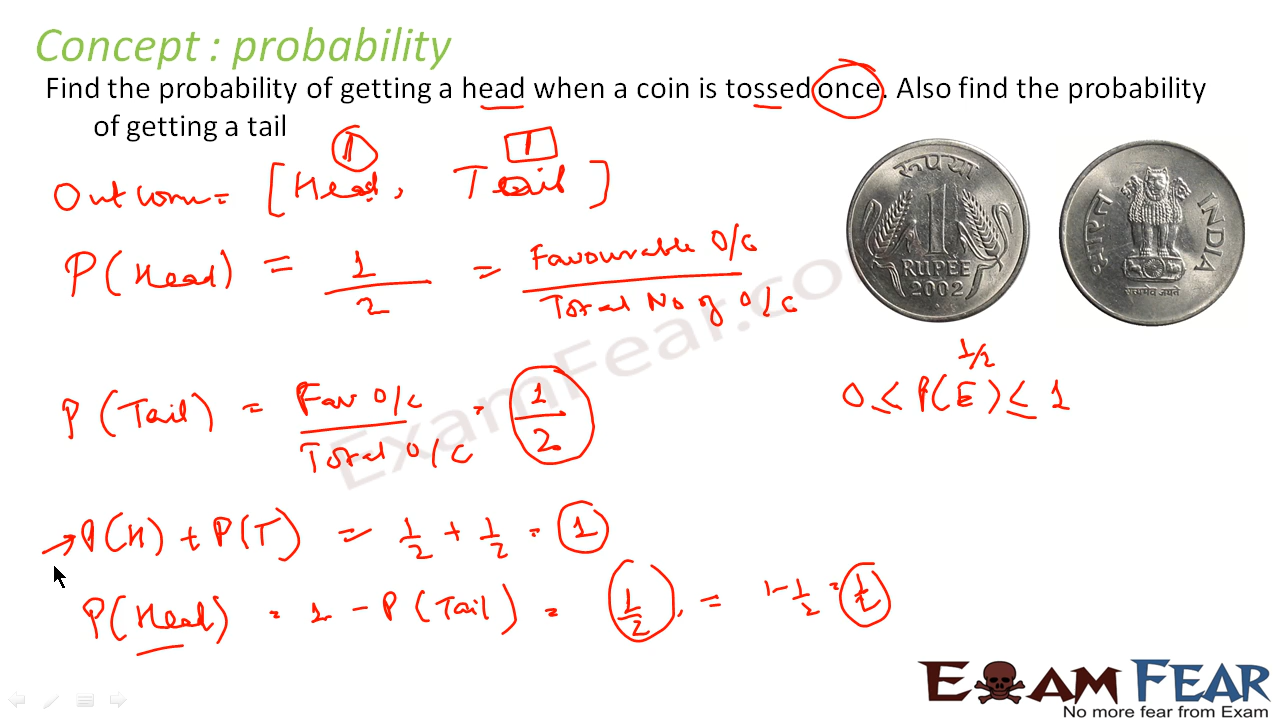 Concept : probability
Find the probability of getting a head when a coin is tossed once. Also find the probability
of getting a tail
1 1
Outcom = [Head, Tail]
P(Head) = 1/2 = Favourable O/C / Total No of O/C
रुपया
1
RUPEE
2002
भारत
INDIA
सत्यमेव जयते
1/2
0 ≤ P(E) ≤ 1
P(Tail) = Fav O/C / Total O/C = 1/2
→ P(H) + P(T) = 1/2 + 1/2 = 1
P(Head) = 1 - P(Tail) = 1/2, = 1 - 1/2 = 1/2
ExamFear.co
EXAM FEAR
No more fear from Exam